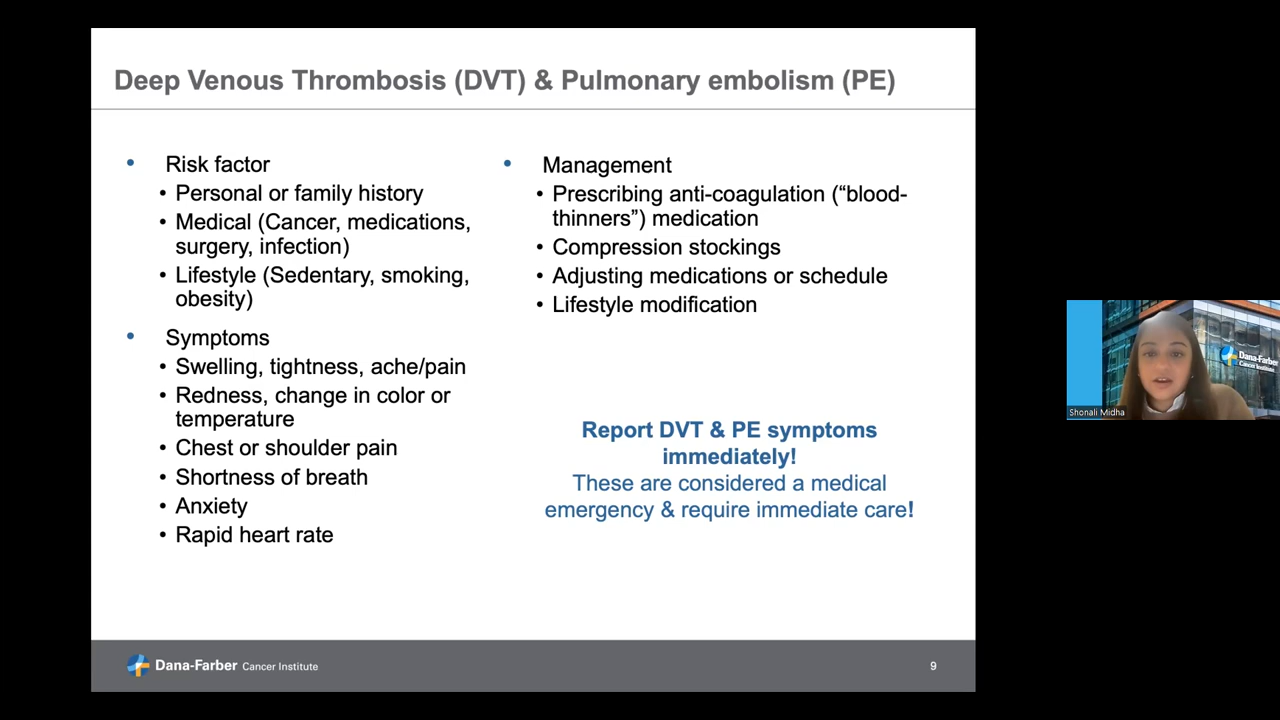 Deep Venous Thrombosis (DVT) & Pulmonary embolism (PE)
• Risk factor
• Personal or family history
• Medical (Cancer, medications,
surgery, infection)
• Lifestyle (Sedentary, smoking,
obesity)
• Symptoms
• Swelling, tightness, ache/pain
• Redness, change in color or
temperature
• Chest or shoulder pain
• Shortness of breath
• Anxiety
• Rapid heart rate
• Management
• Prescribing anti-coagulation (“blood-
thinners”) medication
• Compression stockings
• Adjusting medications or schedule
• Lifestyle modification
Report DVT & PE symptoms
immediately!
These are considered a medical
emergency & require immediate care!
Dana-Farber Cancer Institute
9
Dana-Farber
Cancer Institute
Shonali Midha